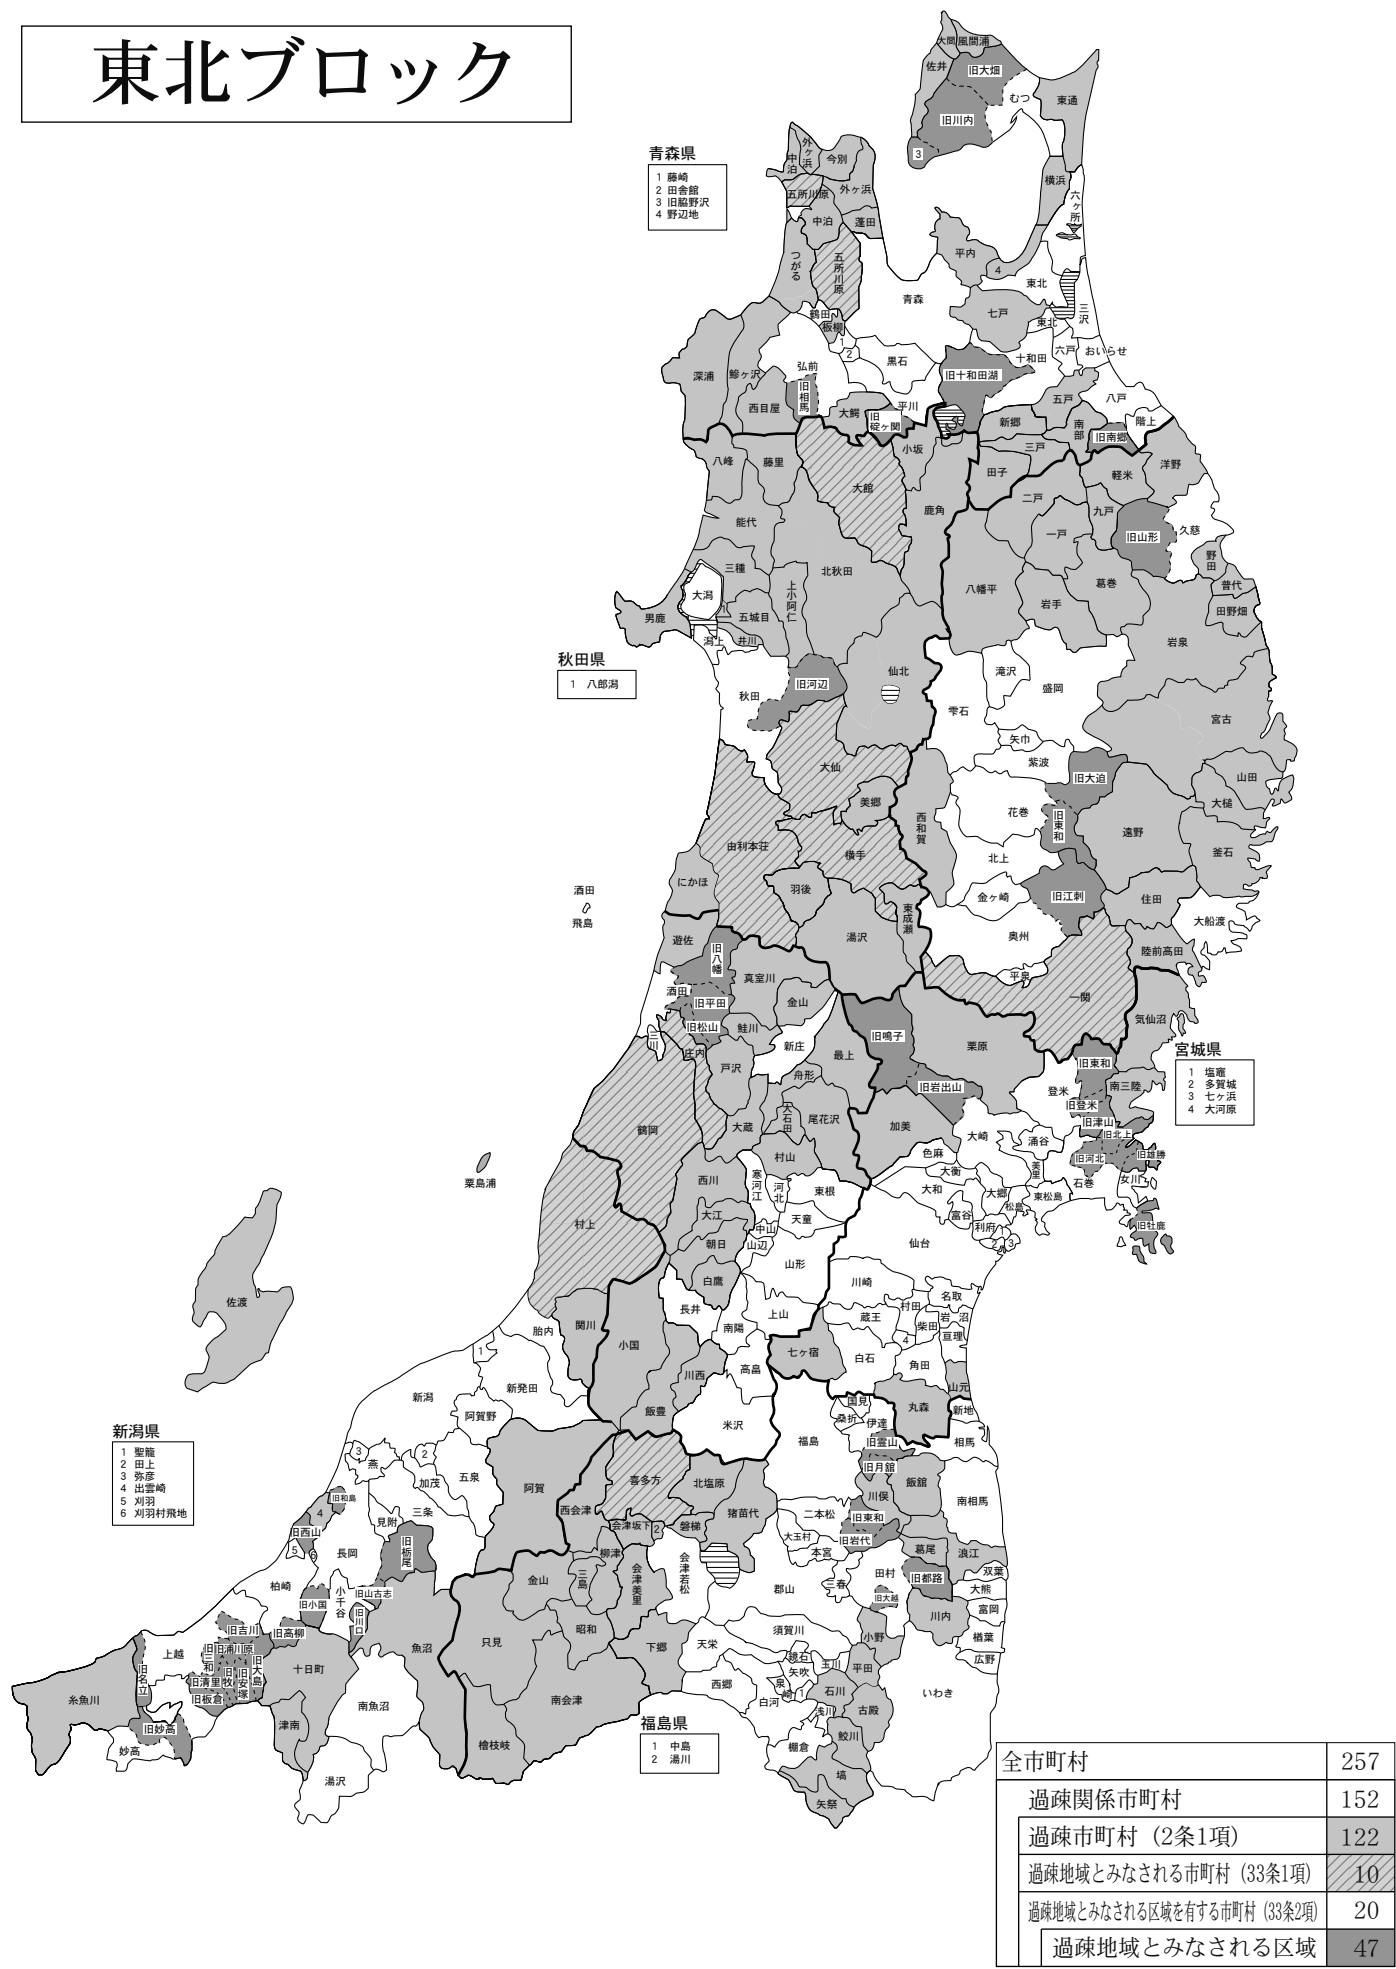 東北ブロック
大間
風間浦
佐井
旧大畑
むつ
東通
旧川内
3
横浜
六ヶ所
青森県
1 藤崎
2 田舎館
3 旧脇野沢
4 野辺地
外ヶ浜
中泊
今別
五所川原
外ヶ浜
中泊
蓬田
つがる
五所川原
平内
4
東北
青森
七戸
三沢
東北
鶴田
板柳
1
2
黒石
十和田
六戸
おいらせ
深浦
鰺ヶ沢
弘前
旧相馬
西目屋
大鰐
旧碇ヶ関
平川
旧十和田湖
五戸
八戸
新郷
南部
階上
旧南郷
三戸
田子
八峰
藤里
大館
小坂
鹿角
能代
三種
北秋田
上小阿仁
大潟
1
五城目
男鹿
潟上
井川
秋田県
1 八郎潟
秋田
旧河辺
仙北
大仙
美郷
由利本荘
横手
にかほ
羽後
東成瀬
湯沢
軽米
洋野
二戸
九戸
一戸
旧山形
久慈
野田
八幡平
葛巻
普代
岩手
田野畑
岩泉
滝沢
盛岡
雫石
宮古
矢巾
紫波
旧大迫
山田
花巻
大槌
西和賀
旧東和
遠野
北上
釜石
金ヶ崎
旧江刺
住田
大船渡
奥州
陸前高田
平泉
一関
酒田
飛島
遊佐
旧八幡
真室川
酒田
旧平田
金山
旧松山
鮭川
三川
庄内
新庄
戸沢
最上
舟形
鶴岡
大蔵
大石田
尾花沢
村山
西川
寒河江
河北
東根
大江
天童
中山
朝日
山辺
白鷹
山形
長井
上山
南陽
小国
川西
高畠
飯豊
米沢
気仙沼
宮城県
1 塩竈
2 多賀城
3 七ヶ浜
4 大河原
旧鳴子
栗原
旧東和
旧岩出山
登米
南三陸
旧登米
旧津山
加美
大崎
涌谷
旧北上
色麻
美里
旧河北
旧雄勝
大衡
石巻
女川
大和
大郷
東松島
松島
富谷
利府
1
2
3
旧牡鹿
仙台
川崎
名取
村田
岩沼
蔵王
柴田
4
亘理
七ヶ宿
白石
角田
山元
丸森
粟島浦
佐渡
村上
関川
胎内
1
新発田
新潟
阿賀野
新潟県
1 聖籠
2 田上
3 弥彦
4 出雲崎
5 刈羽
6 刈羽村飛地
3
燕
2
加茂
五泉
阿賀
旧和島
4
三条
見附
旧西山
5
6
長岡
旧栃尾
柏崎
旧小国
小千谷
旧山古志
旧川口
旧吉川
旧高柳
魚沼
上越
旧三和
旧浦川原
旧大島
旧名立
旧清里
旧牧
旧安塚
旧板倉
十日町
糸魚川
旧妙高
妙高
津南
南魚沼
湯沢
国見
桑折
伊達
新地
福島
旧霊山
相馬
旧月舘
喜多方
北塩原
飯舘
川俣
南相馬
西会津
猪苗代
二本松
旧東和
会津坂下
2
磐梯
大玉村
旧岩代
葛尾
浪江
柳津
本宮
会津若松
双葉
金山
三島
会津美里
三春
田村
旧都路
大熊
郡山
旧大越
富岡
川内
昭和
須賀川
楢葉
只見
下郷
天栄
小野
鏡石
広野
矢吹
玉川
平田
西郷
泉崎
1
石川
いわき
南会津
白河
浅川
古殿
鮫川
檜枝岐
棚倉
塙
矢祭
福島県
1 中島
2 湯川
全市町村 257
過疎関係市町村 152
過疎市町村（2条1項） 122
過疎地域とみなされる市町村（33条1項） 10
過疎地域とみなされる区域を有する市町村（33条2項） 20
過疎地域とみなされる区域 47